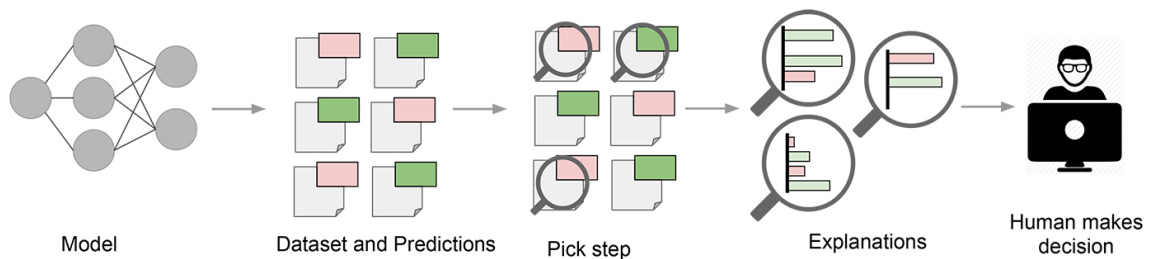 Model
Dataset and Predictions
Pick step
Explanations
Human makes
decision